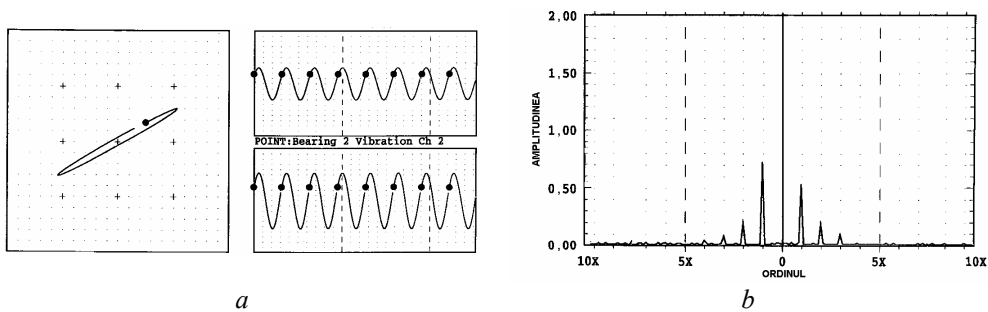 POINT:Bearing 2 Vibration Ch 2
a
2,00
1,50
1,00
0,50
0,00
AMPLITUDINEA
10X 5X 0 5X 10X
ORDINUL
b